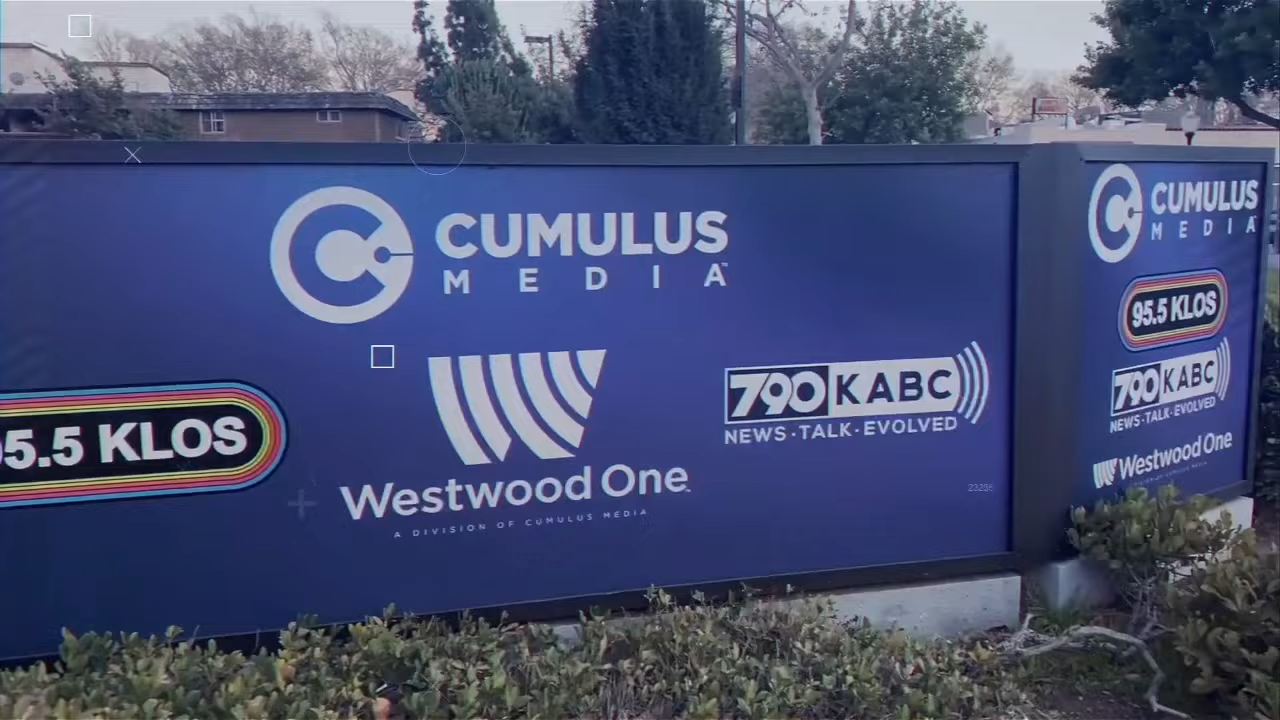 CUMULUS
MEDIA™
95.5 KLOS
790 KABC
NEWS·TALK·EVOLVED
Westwood One
A DIVISION OF CUMULUS MEDIA
CUMULUS
MEDIA
95.5 KLOS
790 KABC
NEWS·TALK·EVOLVED
Westwood One